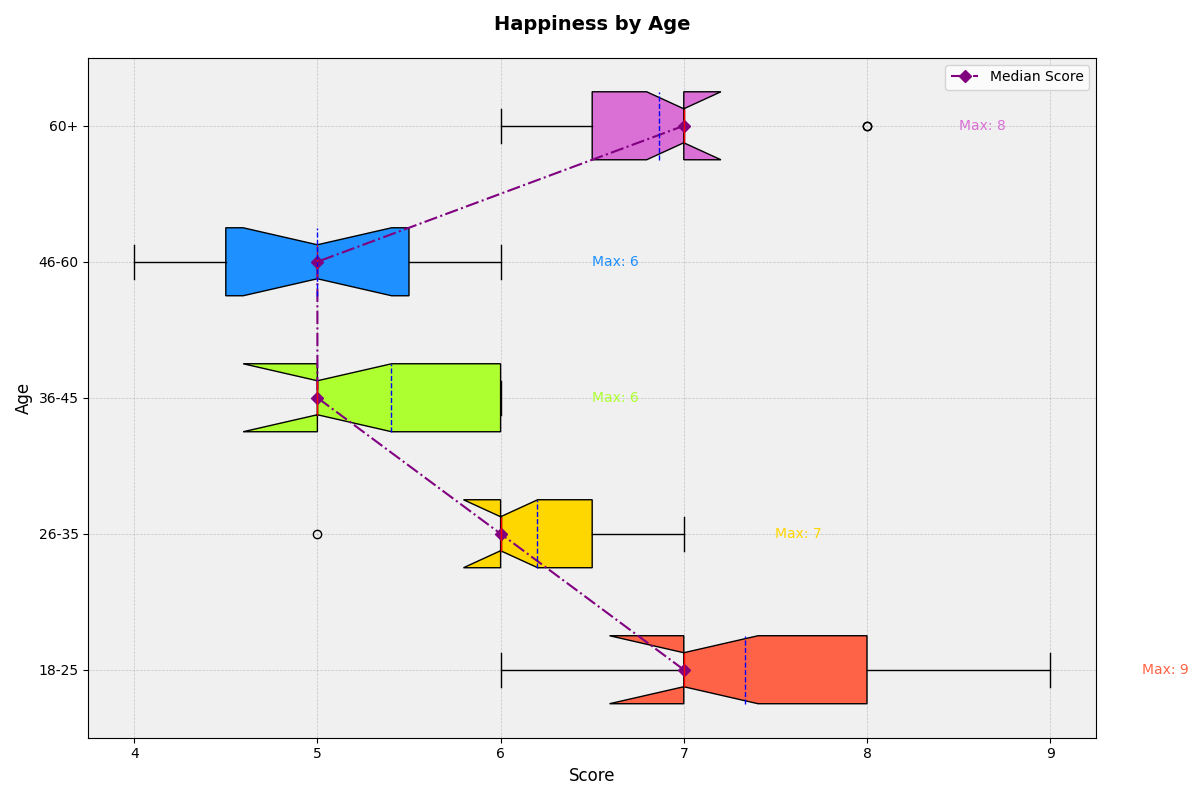 Happiness by Age
Median Score
60+
Max: 8
46-60
Max: 6
36-45
Max: 6
26-35
Max: 7
18-25
Max: 9
Age
4 5 6 7 8 9
Score